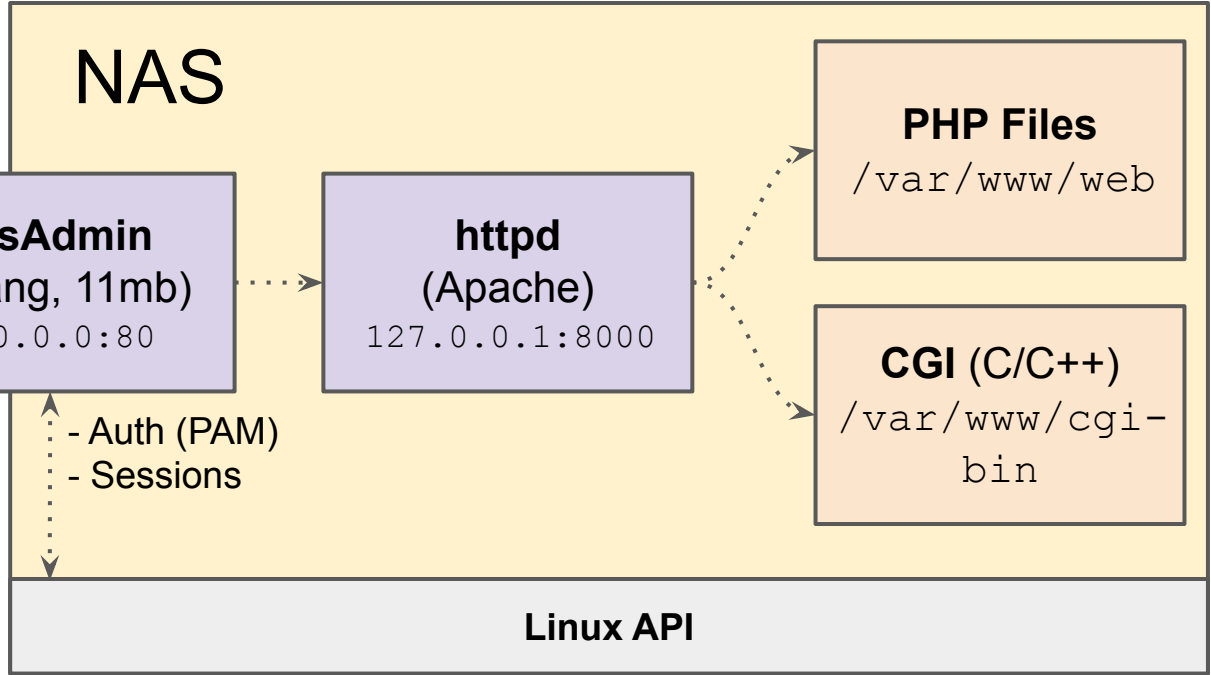 NAS
PHP Files
/var/www/web
sAdmin
ang, 11mb)
0.0.0:80
httpd
(Apache)
127.0.0.1:8000
CGI (C/C++)
/var/www/cgi-
bin
- Auth (PAM)
- Sessions
Linux API